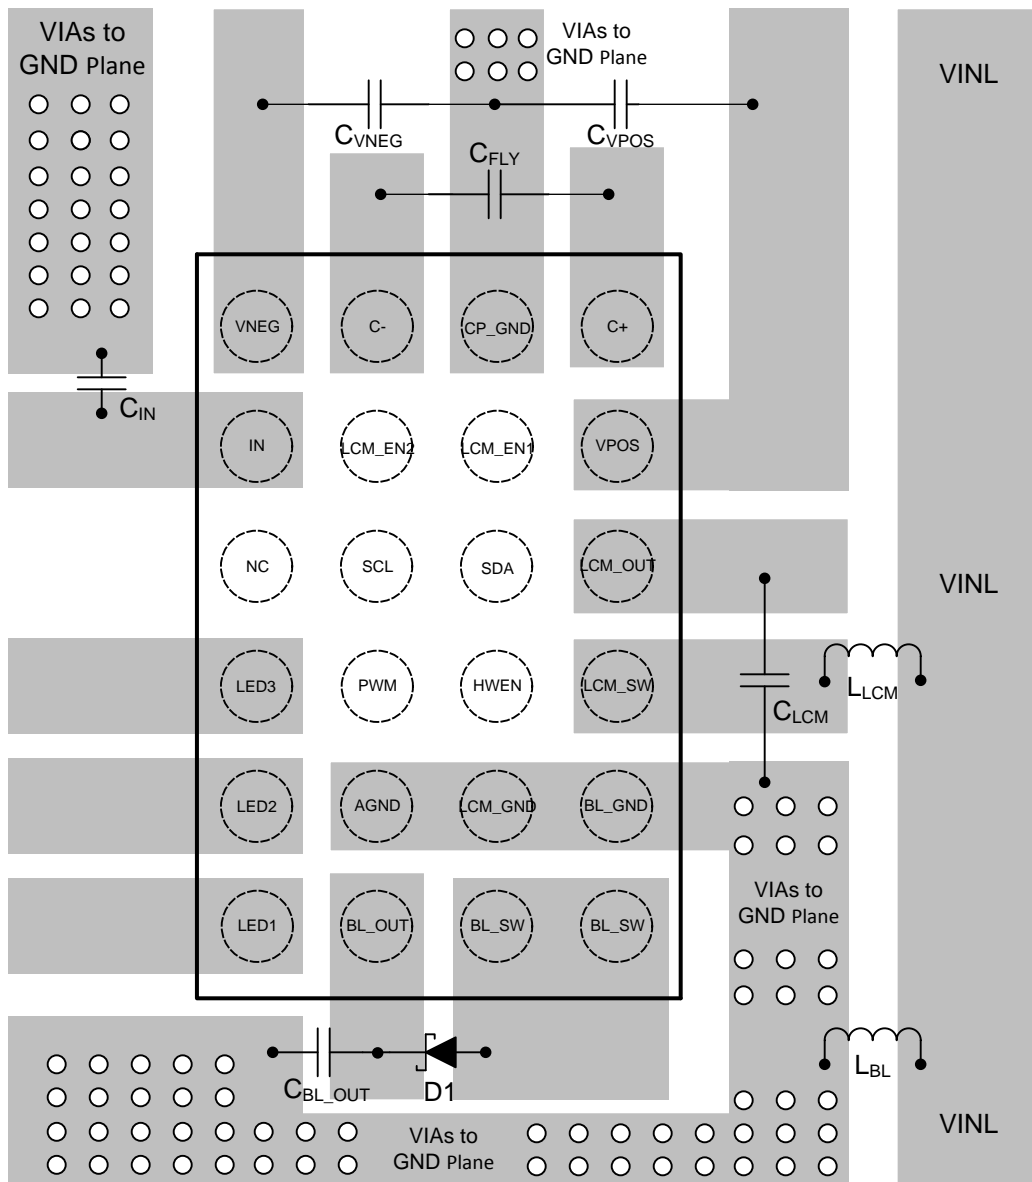 VIAs to
GND Plane
VIAs to
GND Plane
VINL
CVNEG
CVPOS
CFLY
VNEG
C-
CP_GND
C+
CIN
IN
LCM_EN2
LCM_EN1
VPOS
NC
SCL
SDA
LCM_OUT
VINL
LED3
PWM
HWEN
LCM_SW
LLCM
CLCM
LED2
AGND
LCM_GND
BL_GND
VIAs to
GND Plane
LED1
BL_OUT
BL_SW
BL_SW
CBL_OUT
D1
LBL
VIAs to
GND Plane
VINL